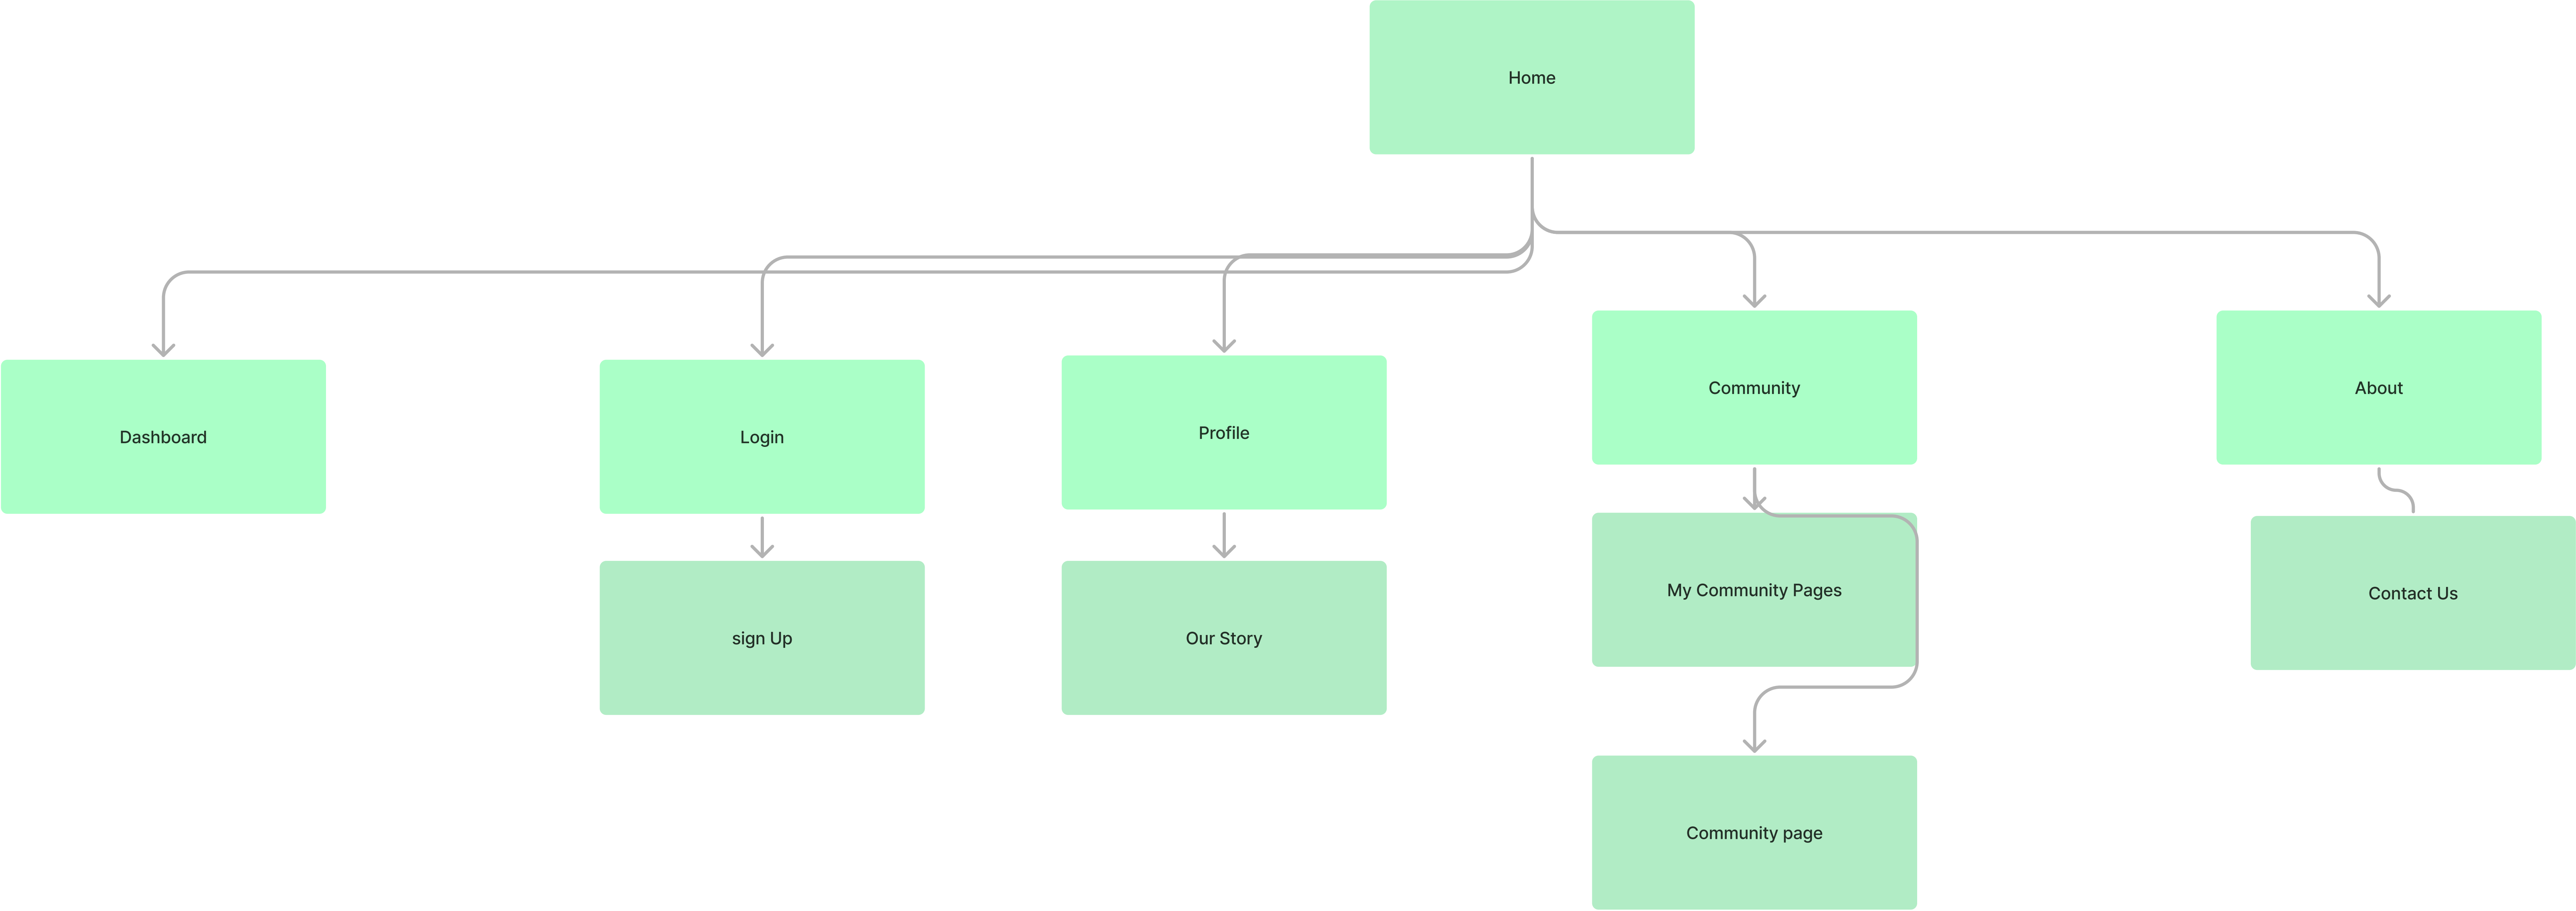 Home
Dashboard
Login
Profile
Community
About
sign Up
Our Story
My Community Pages
Contact Us
Community page